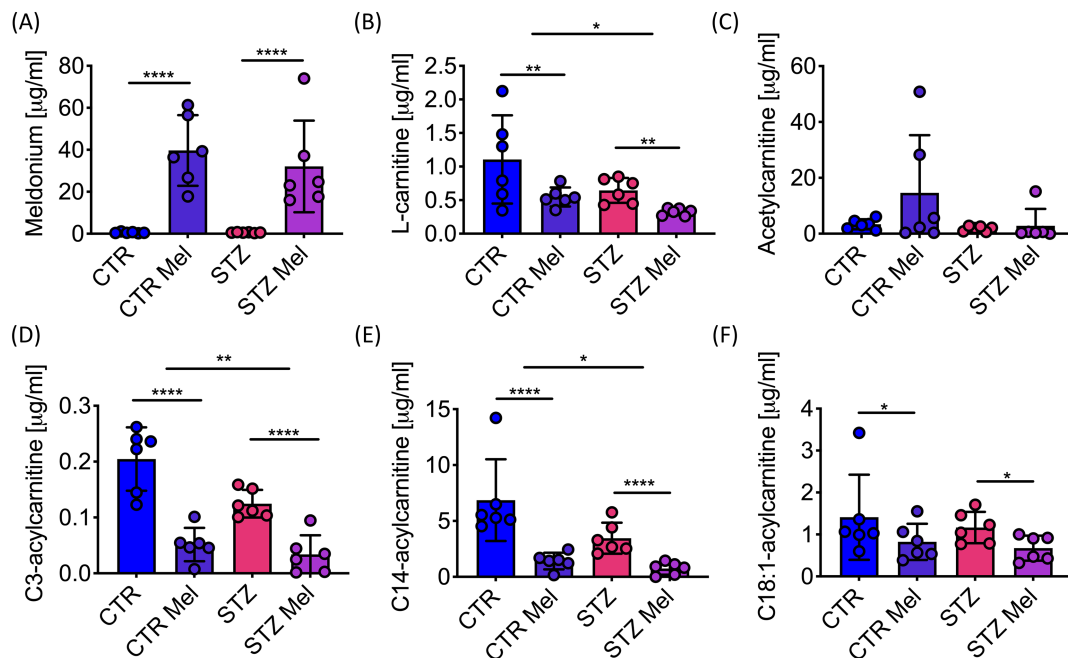 (A)
Meldonium [μg/ml]
80
60
40
20
0
****
****
CTR
CTR Mel
STZ
STZ Mel
(B)
L-carnitine [μg/ml]
2.5
2.0
1.5
1.0
0.5
0.0
*
**
**
CTR
CTR Mel
STZ
STZ Mel
(C)
Acetylcarnitine [μg/ml]
60
40
20
0
CTR
CTR Mel
STZ
STZ Mel
(D)
C3-acylcarnitine [μg/ml]
0.3
0.2
0.1
0.0
**
****
****
CTR
CTR Mel
STZ
STZ Mel
(E)
C14-acylcarnitine [μg/ml]
15
10
5
0
*
****
****
CTR
CTR Mel
STZ
STZ Mel
(F)
C18:1-acylcarnitine [μg/ml]
4
3
2
1
0
*
*
CTR
CTR Mel
STZ
STZ Mel